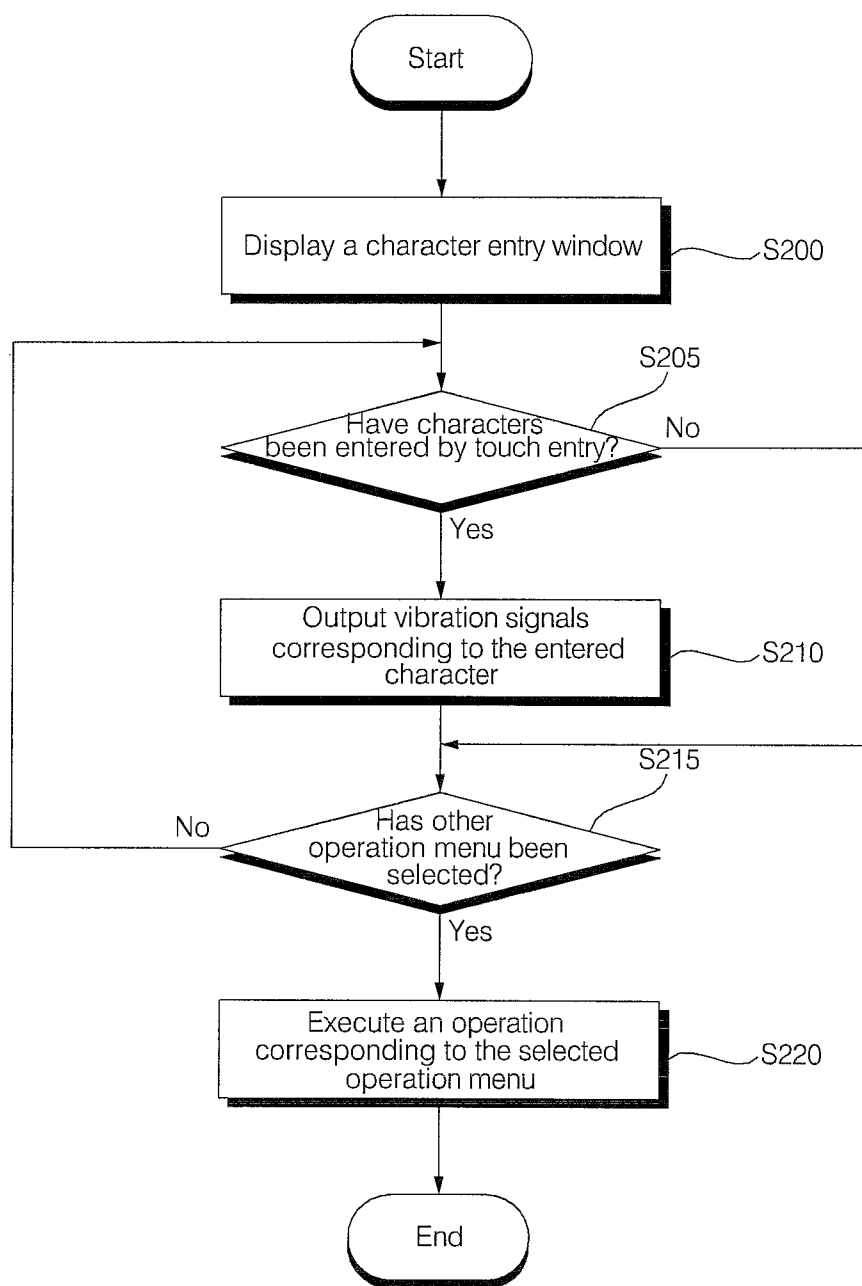 Start
Display a character entry window
S200
S205
Have characters
been entered by touch entry?
No
Yes
Output vibration signals
corresponding to the entered
character
S210
S215
No
Has other
operation menu been
selected?
Yes
Execute an operation
corresponding to the selected
operation menu
S220
End